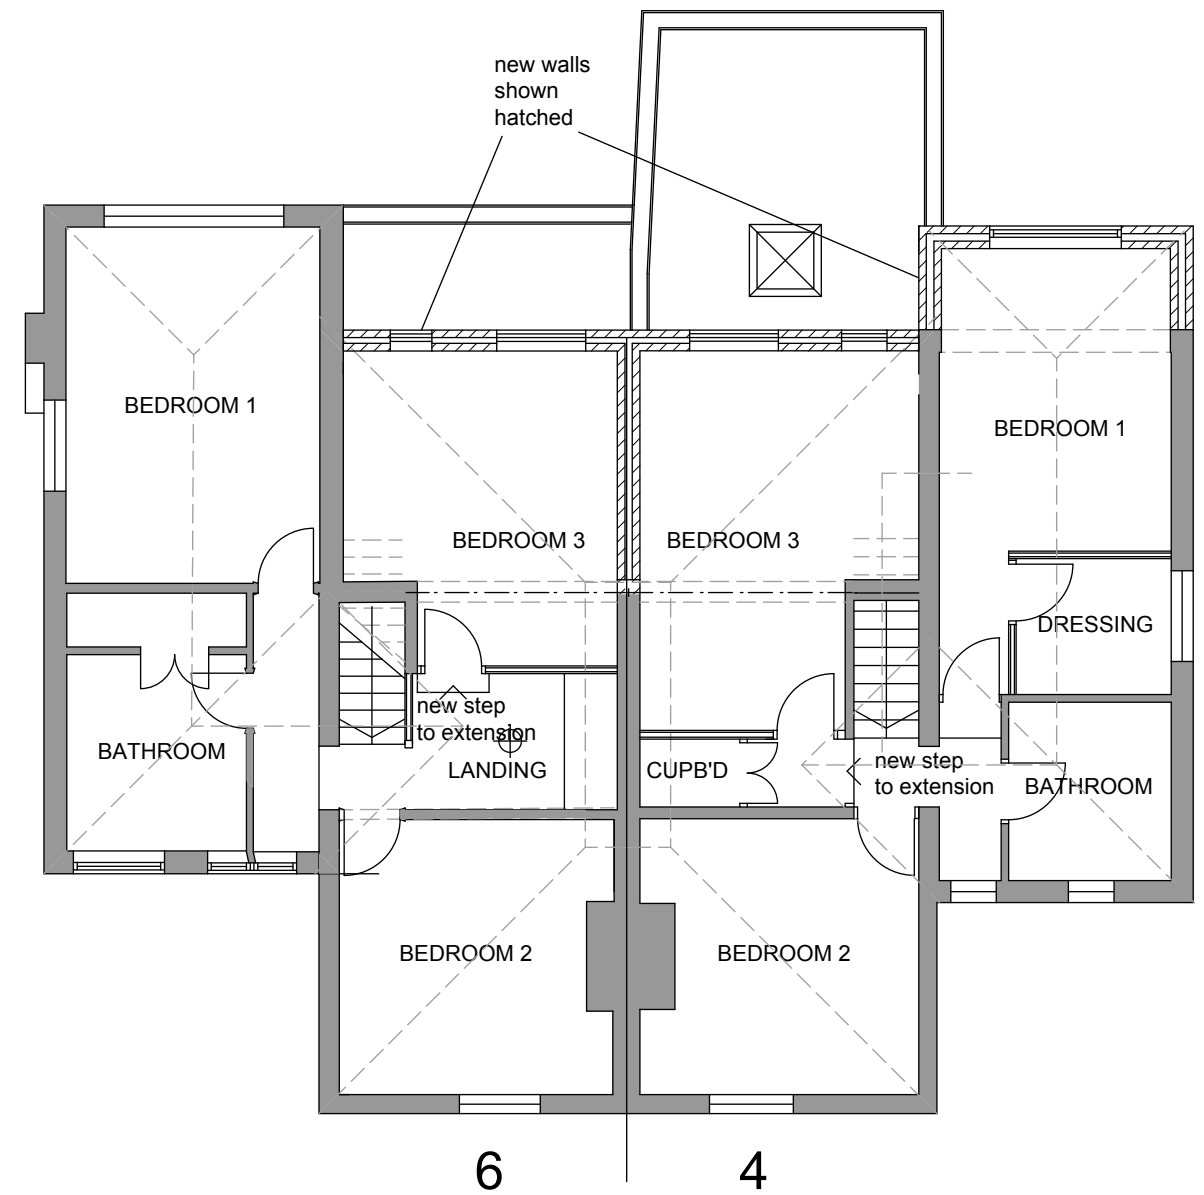 new walls
shown
hatched
BEDROOM 1
BEDROOM 1
BEDROOM 3
BEDROOM 3
DRESSING
new step
to extension
BATHROOM
LANDING
CUPB'D
new step
to extension
BATHROOM
BEDROOM 2
BEDROOM 2
6
4